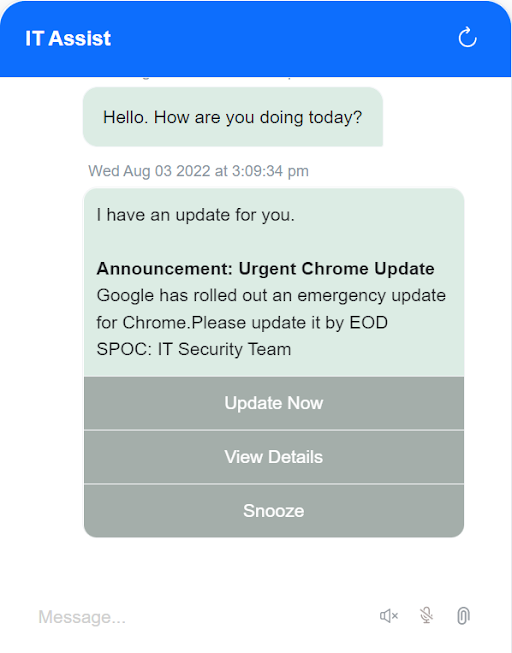 IT Assist
Hello. How are you doing today?
Wed Aug 03 2022 at 3:09:34 pm
I have an update for you.
Announcement: Urgent Chrome Update
Google has rolled out an emergency update
for Chrome.Please update it by EOD
SPOC: IT Security Team
Update Now
View Details
Snooze
Message...